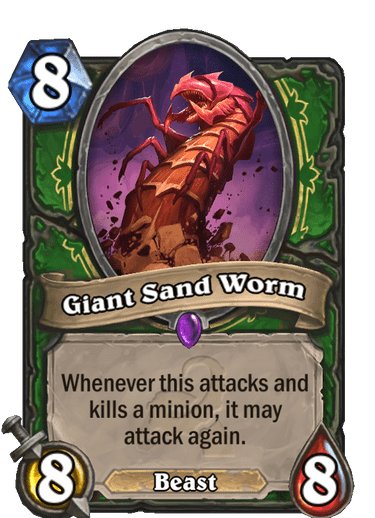 8
Giant Sand Worm
Whenever this attacks and
kills a minion, it may
attack again.
8
Beast
8